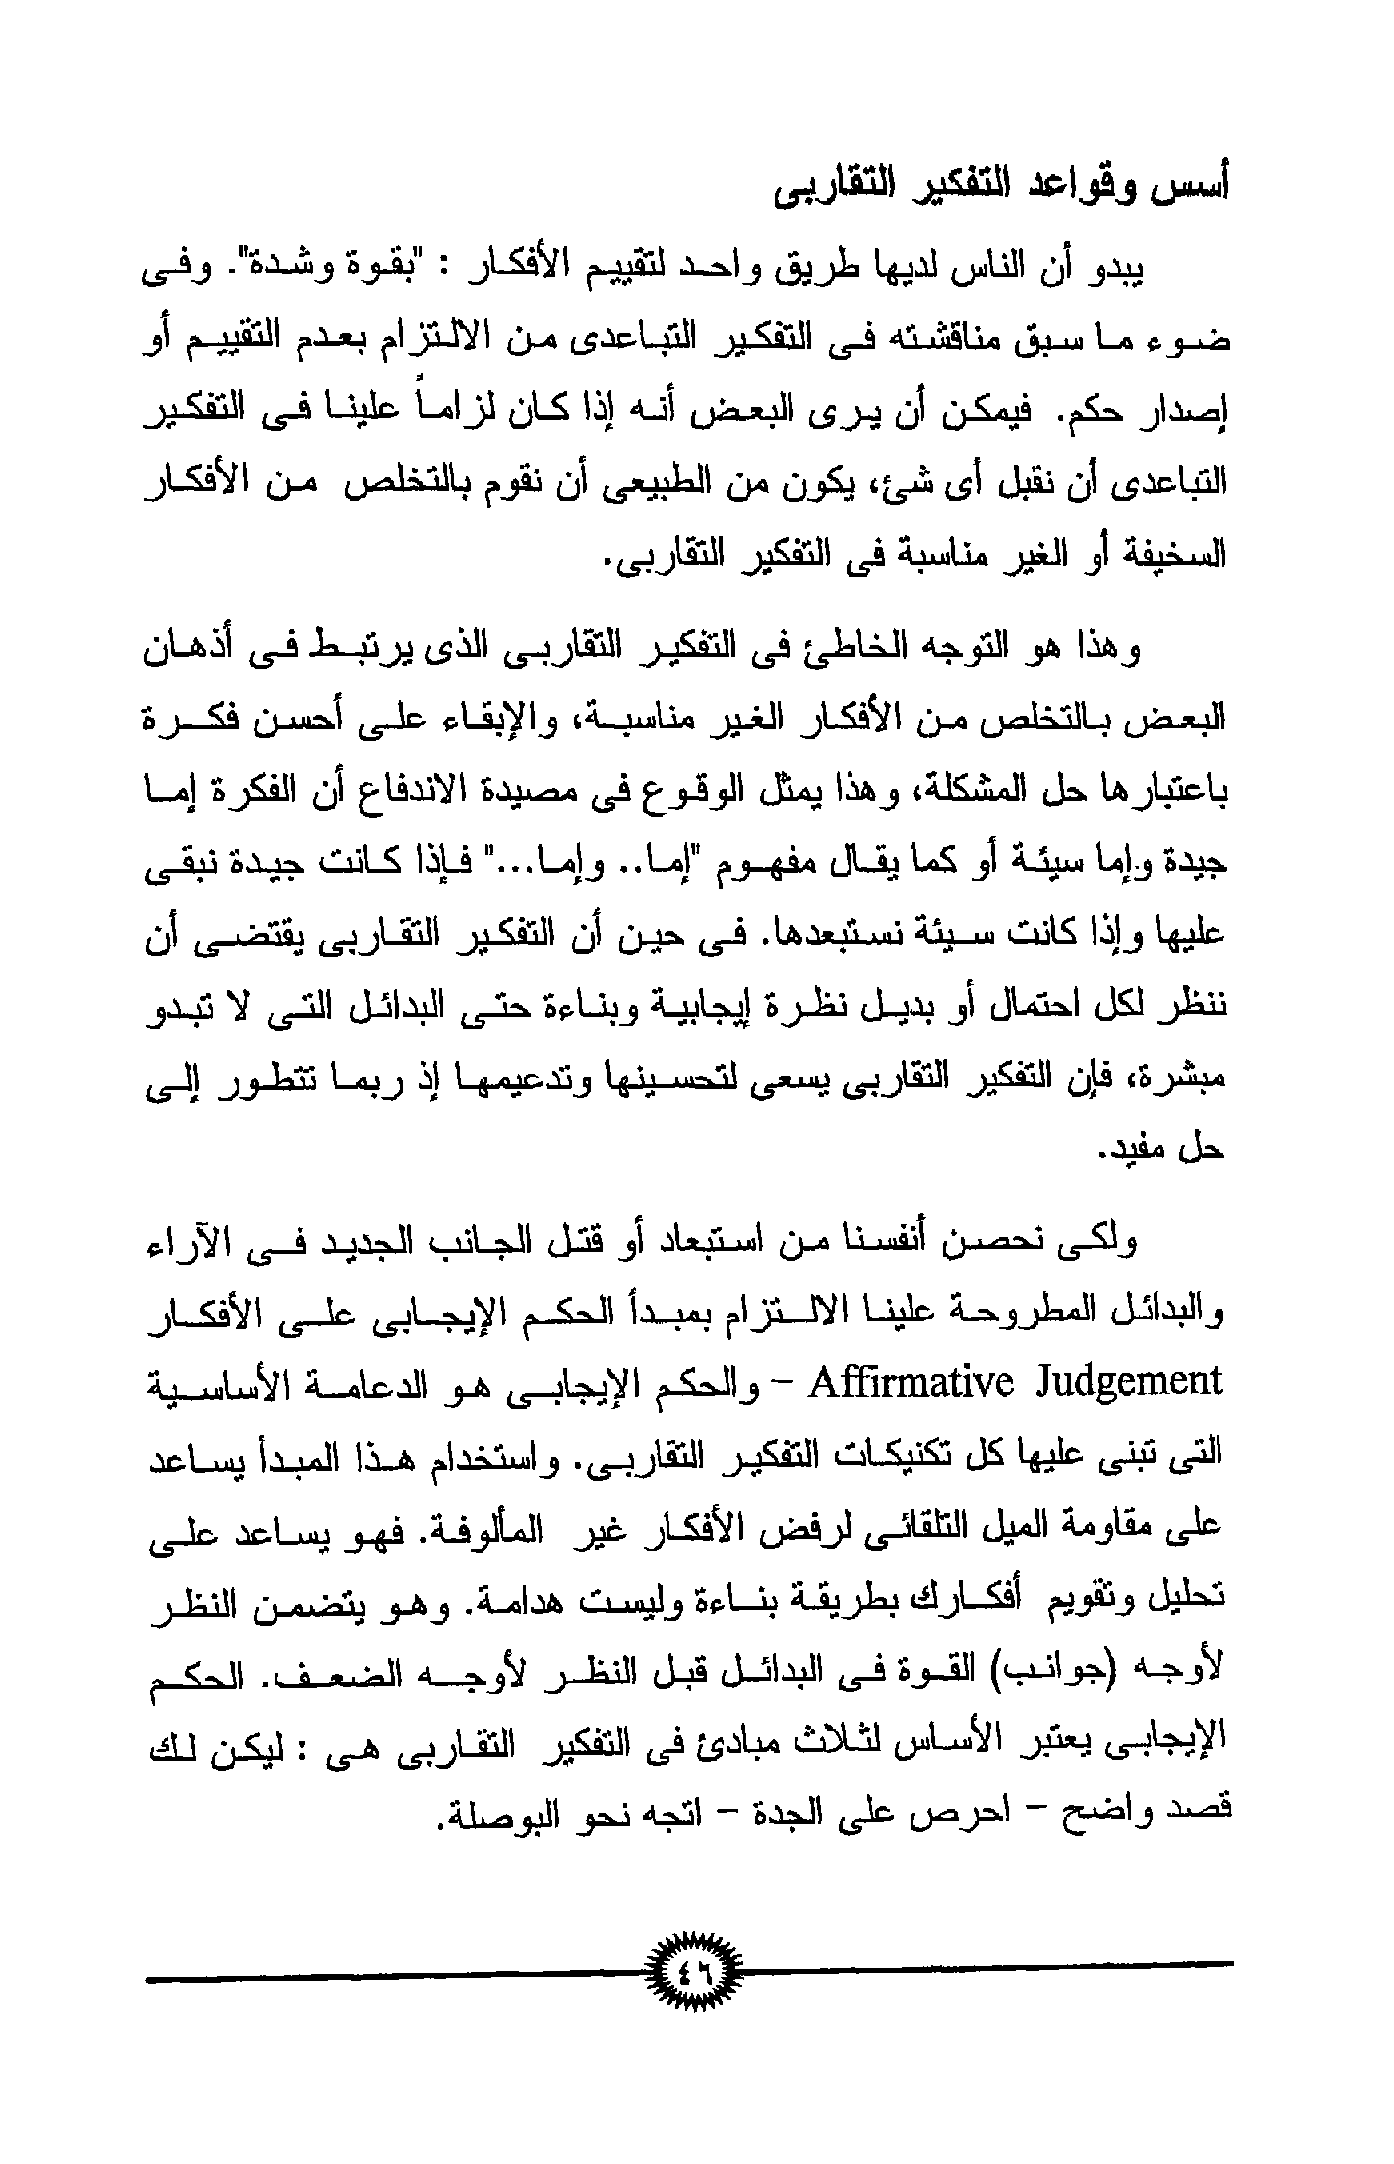 أسس وقواعد التفكير التقاربى
يبدو أن الناس لديها طريق واحد لتقييم الأفكار : "بقوة وشدة". وفى
ضوء ما سبق مناقشته فى التفكير التباعدى من الالتزام بعدم التقييم أو
إصدار حكم. فيمكن أن يرى البعض أنه إذا كان لزاماً علينا فى التفكير
التباعدى أن نقبل أى شئ، يكون من الطبيعى أن نقوم بالتخلص من الأفكار
السخيفة أو الغير مناسبة فى التفكير التقاربى.
وهذا هو التوجه الخاطئ فى التفكير التقاربى الذى يرتبط فى أذهان
البعض بالتخلص من الأفكار الغير مناسبة، والإبقاء على أحسن فكرة
باعتبارها حل المشكلة، وهذا يمثل الوقوع فى مصيدة الاندفاع أن الفكرة إما
جيدة وإما سيئة أو كما يقال مفهوم "إما.. وإما..." فإذا كانت جيدة نبقى
عليها وإذا كانت سيئة نستبعدها. فى حين أن التفكير التقاربى يقتضى أن
ننظر لكل احتمال أو بديل نظرة إيجابية وبناءة حتى البدائل التى لا تبدو
مبشرة، فإن التفكير التقاربى يسعى لتحسينها وتدعيمها إذ ربما تتطور إلى
حل مفيد.
ولكى نحصن أنفسنا من استبعاد أو قتل الجانب الجديد فى الآراء
والبدائل المطروحة علينا الالتزام بمبدأ الحكم الإيجابى على الأفكار
Affirmative Judgement – والحكم الإيجابى هو الدعامة الأساسية
التى تبنى عليها كل تكنيكات التفكير التقاربى. واستخدام هذا المبدأ يساعد
على مقاومة الميل التلقائى لرفض الأفكار غير المألوفة. فهو يساعد على
تحليل وتقويم أفكارك بطريقة بناءة وليست هدامة. وهو يتضمن النظر
لأوجه (جوانب) القوة فى البدائل قبل النظر لأوجه الضعف. الحكم
الإيجابى يعتبر الأساس لثلاث مبادئ فى التفكير التقاربى هى : ليكن لك
قصد واضح – احرص على الجدة – اتجه نحو البوصلة.
٤٦